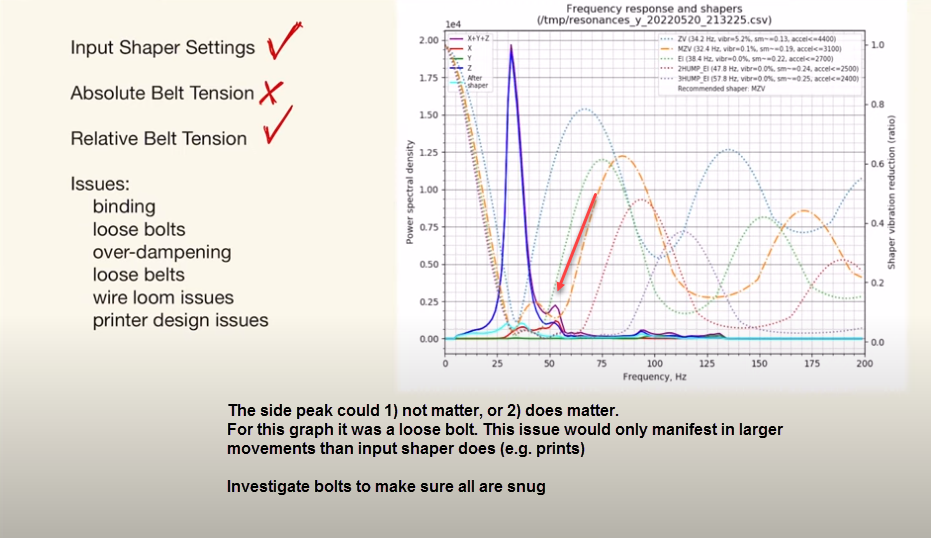 Input Shaper Settings
Absolute Belt Tension
Relative Belt Tension
Issues:
binding
loose bolts
over-dampening
loose belts
wire loom issues
printer design issues
Frequency response and shapers
(/tmp/resonances_y_20220520_213225.csv)
1e4
2.00
1.75
1.50
1.25
1.00
0.75
0.50
0.25
0.00
Power spectral density
X+Y+Z
X
Y
Z
After
shaper
ZV (34.2 Hz, vibr=5.2%, sm~=0.13, accel<=4400)
MZV (32.4 Hz, vibr=0.1%, sm~=0.19, accel<=3100)
EI (38.4 Hz, vibr=0.0%, sm~=0.22, accel<=2700)
2HUMP_EI (47.8 Hz, vibr=0.0%, sm~=0.24, accel<=2500)
3HUMP_EI (57.8 Hz, vibr=0.0%, sm~=0.25, accel<=2400)
Recommended shaper: MZV
1.0
0.8
0.6
0.4
0.2
0.0
Shaper vibration reduction (ratio)
0 25 50 75 100 125 150 175 200
Frequency, Hz
The side peak could 1) not matter, or 2) does matter.
For this graph it was a loose bolt. This issue would only manifest in larger
movements than input shaper does (e.g. prints)
Investigate bolts to make sure all are snug